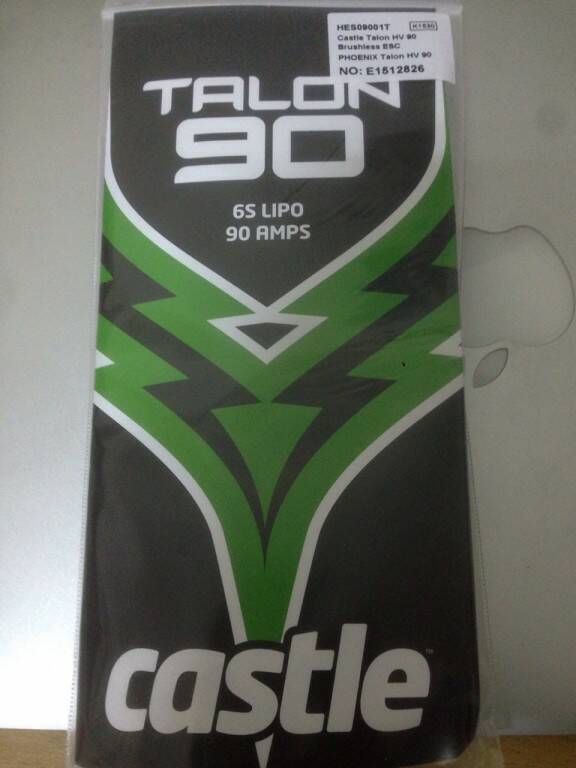 HES09001T K1530
Castle Talon HV 90
Brushless ESC
PHOENIX Talon HV 90
NO: E1512826
TALON
90
6S LIPO
90 AMPS
castle™